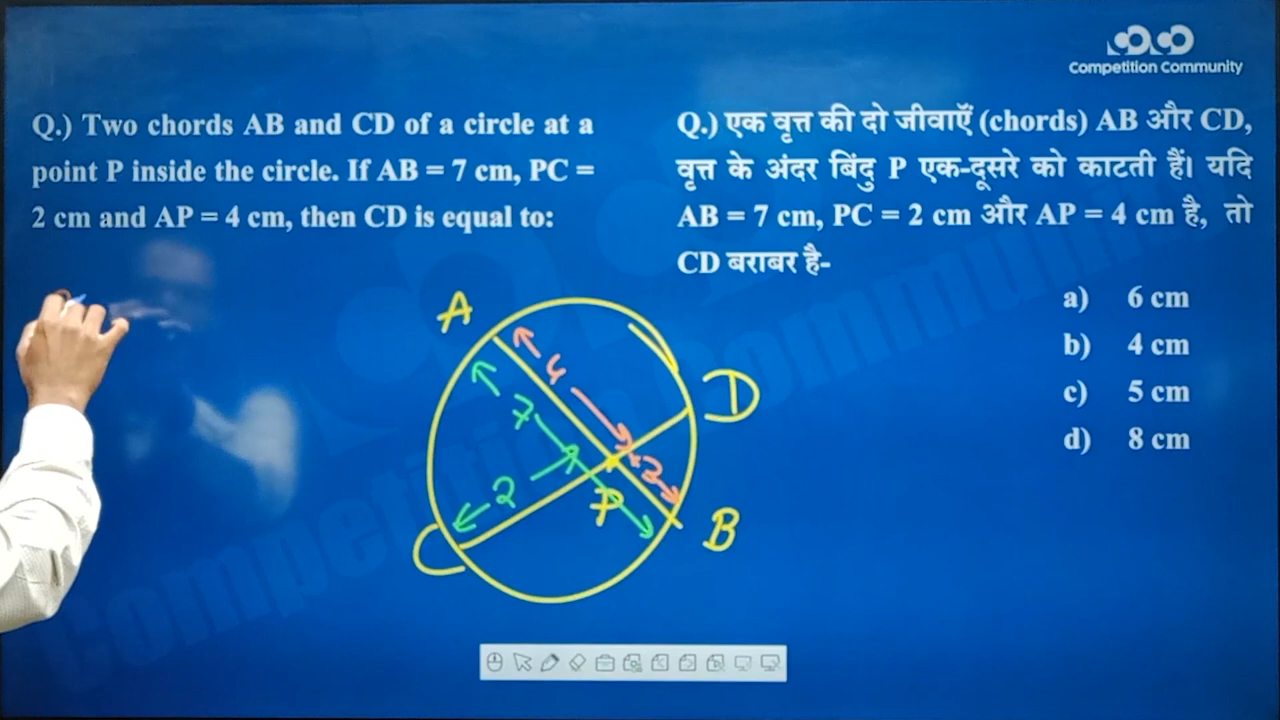 Competition Community
Q.) Two chords AB and CD of a circle at a
point P inside the circle. If AB = 7 cm, PC =
2 cm and AP = 4 cm, then CD is equal to:
Q.) एक वृत्त की दो जीवाएँ (chords) AB और CD,
वृत्त के अंदर बिंदु P एक-दूसरे को काटती हैं। यदि
AB = 7 cm, PC = 2 cm और AP = 4 cm है, तो
CD बराबर है-
a) 6 cm
b) 4 cm
c) 5 cm
d) 8 cm
A
4
D
7
3
2
P
B
C
Competition Community